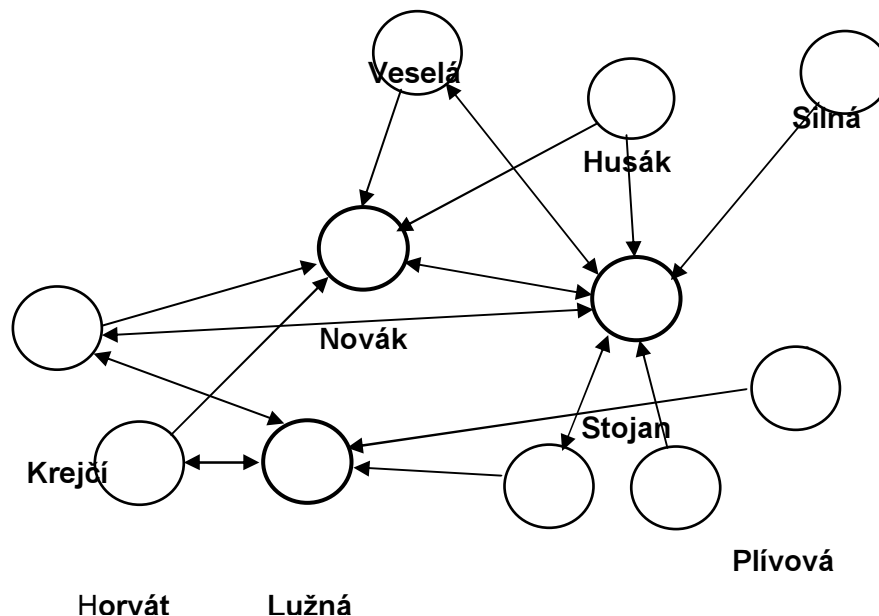 Veselá
Silná
Husák
Novák
Stojan
Krejčí
Plívová
Horvát
Lužná